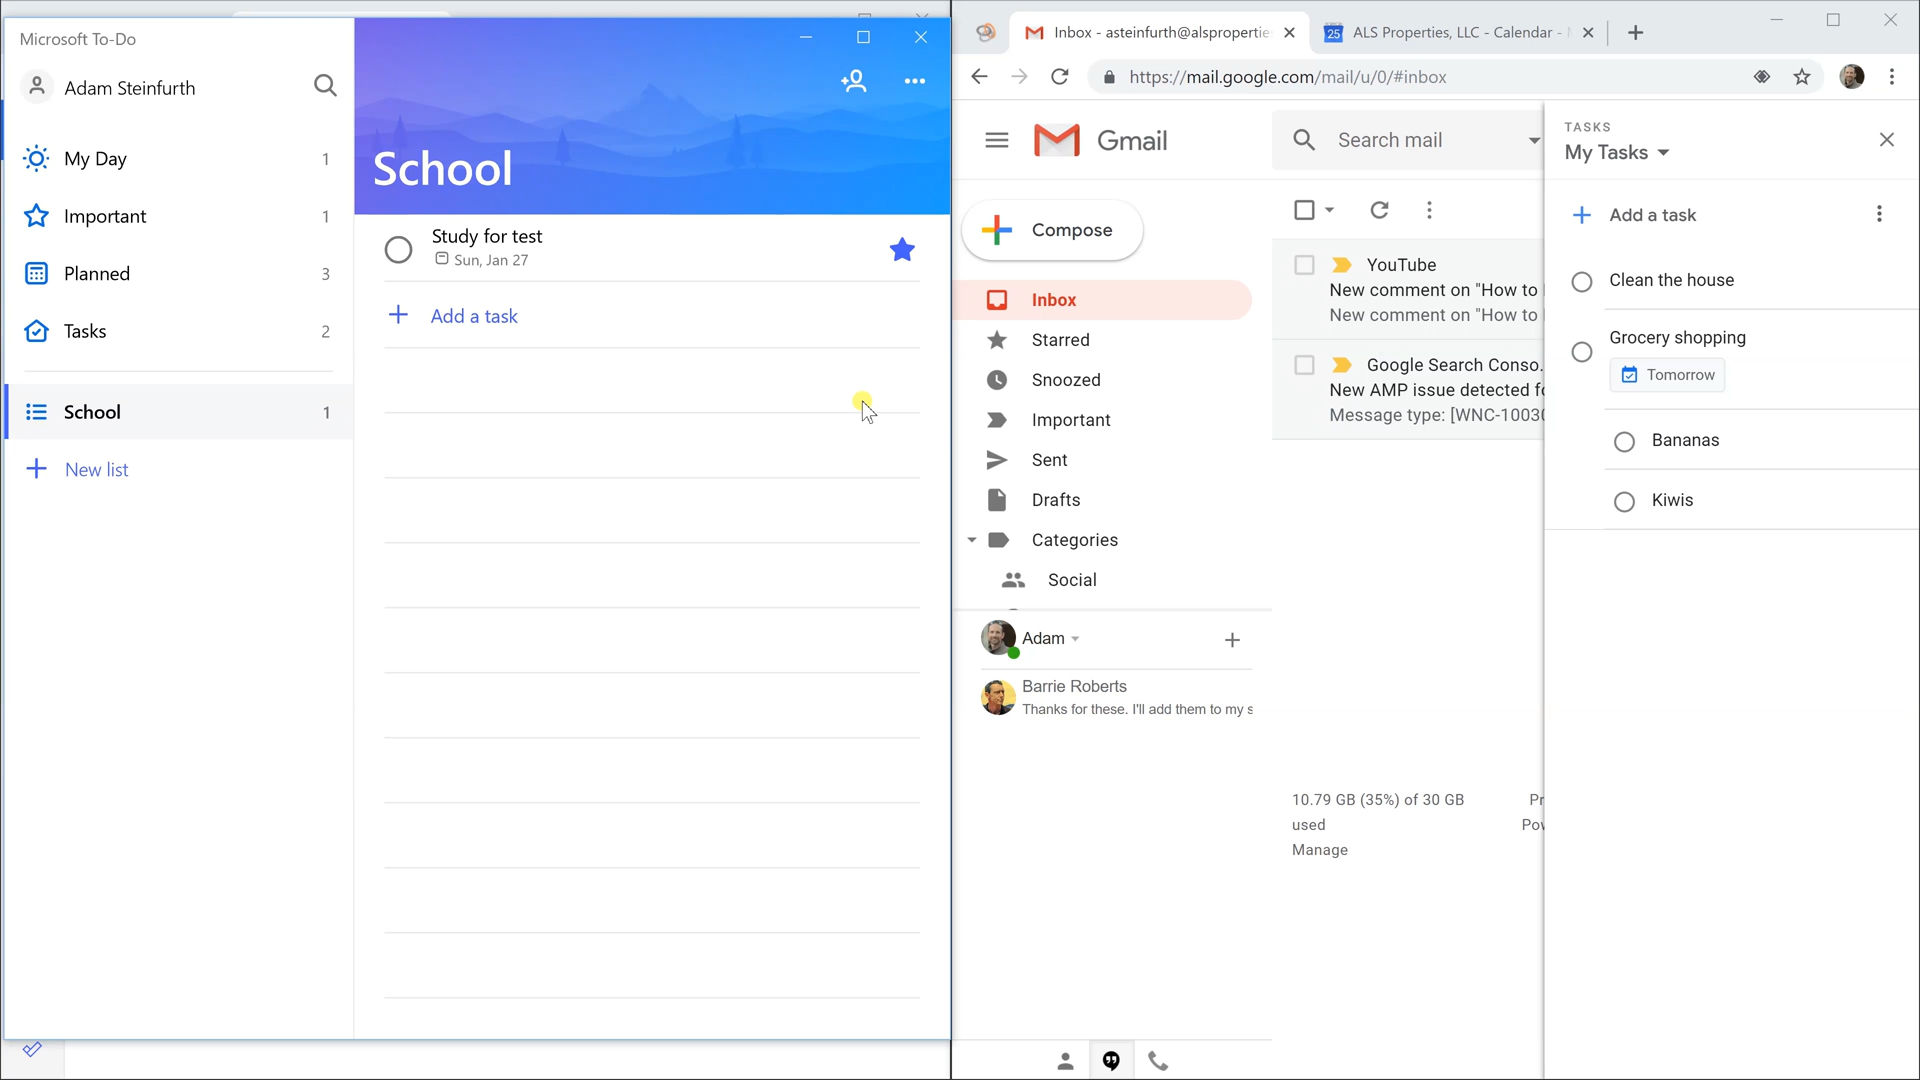 Microsoft To-Do
Adam Steinfurth
My Day 1
Important 1
Planned 3
Tasks 2
School 1
New list
School
Study for test
Sun, Jan 27
Add a task
Inbox - asteinfurth@alspropertie
ALS Properties, LLC - Calendar -
https://mail.google.com/mail/u/0/#inbox
Gmail
Search mail
Compose
Inbox
Starred
Snoozed
Important
Sent
Drafts
Categories
Social
Adam
Barrie Roberts
Thanks for these. I'll add them to my s
YouTube
New comment on "How to
New comment on "How to
Google Search Conso.
New AMP issue detected fo
Message type: [WNC-10030
10.79 GB (35%) of 30 GB
used
Manage
Pr
Pow
TASKS
My Tasks
Add a task
Clean the house
Grocery shopping
Tomorrow
Bananas
Kiwis